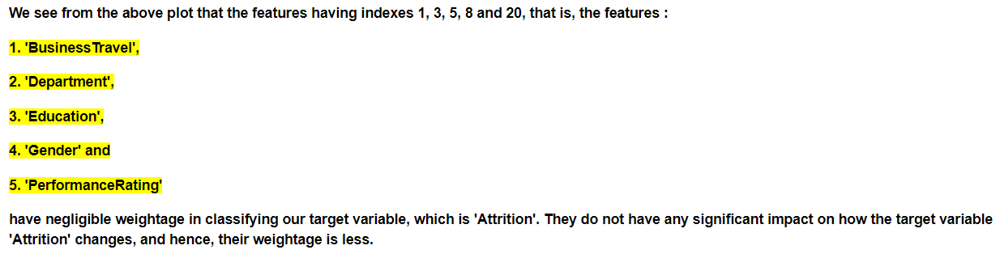 We see from the above plot that the features having indexes 1, 3, 5, 8 and 20, that is, the features :
1. 'BusinessTravel',
2. 'Department',
3. 'Education',
4. 'Gender' and
5. 'PerformanceRating'
have negligible weightage in classifying our target variable, which is 'Attrition'. They do not have any significant impact on how the target variable
'Attrition' changes, and hence, their weightage is less.